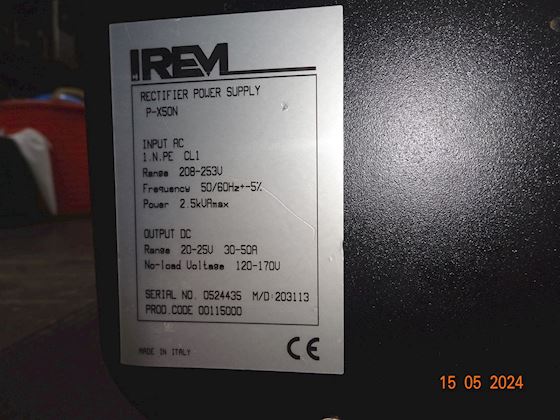 IREM
RECTIFIER POWER SUPPLY
P-X50N
INPUT AC
1.N.PE CL1
Range 208-253V
Frequency 50/60Hz+-5%
Power 2.5kVAmax
OUTPUT DC
Range 20-25V 30-50A
No-load Voltage 120-170V
SERIAL NO. 0524435 M/D 203113
PROD.CODE 00115000
MADE IN ITALY
CE
15 05 2024